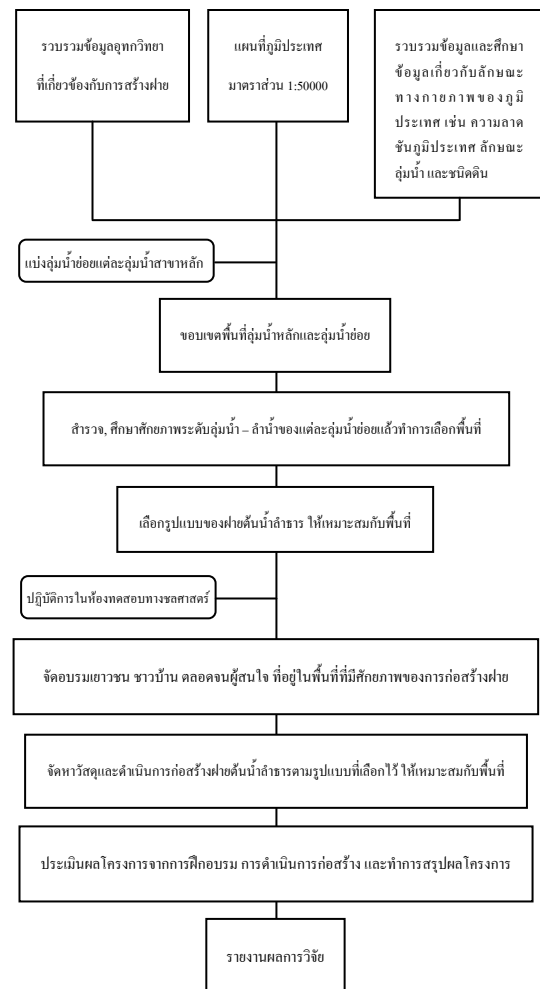 รวบรวมข้อมูลอุทกวิทยา
ที่เกี่ยวข้องกับการสร้างฝาย
แผนที่ภูมิประเทศ
มาตราส่วน 1:50000
รวบรวมข้อมูลและศึกษา
ข้อมูลเกี่ยวกับลักษณะ
ทางกายภาพของภูมิ
ประเทศ เช่น ความลาด
ชันภูมิประเทศ ลักษณะ
ลุ่มน้ำ และชนิดดิน
แบ่งลุ่มน้ำย่อยแต่ละลุ่มน้ำสาขาหลัก
ขอบเขตพื้นที่ลุ่มน้ำหลักและลุ่มน้ำย่อย
สำรวจ, ศึกษาศักยภาพระดับลุ่มน้ำ – ลำน้ำของแต่ละลุ่มน้ำย่อยแล้วทำการเลือกพื้นที่
เลือกรูปแบบของฝายต้นน้ำลำธาร ให้เหมาะสมกับพื้นที่
ปฏิบัติการในห้องทดสอบทางชลศาสตร์
จัดอบรมเยาวชน ชาวบ้าน ตลอดจนผู้สนใจ ที่อยู่ในพื้นที่ที่มีศักยภาพของการก่อสร้างฝาย
จัดหาวัสดุและดำเนินการก่อสร้างฝายต้นน้ำลำธารตามรูปแบบที่เลือกไว้ ให้เหมาะสมกับพื้นที่
ประเมินผลโครงการจากการฝึกอบรม การดำเนินการก่อสร้าง และทำการสรุปผลโครงการ
รายงานผลการวิจัย